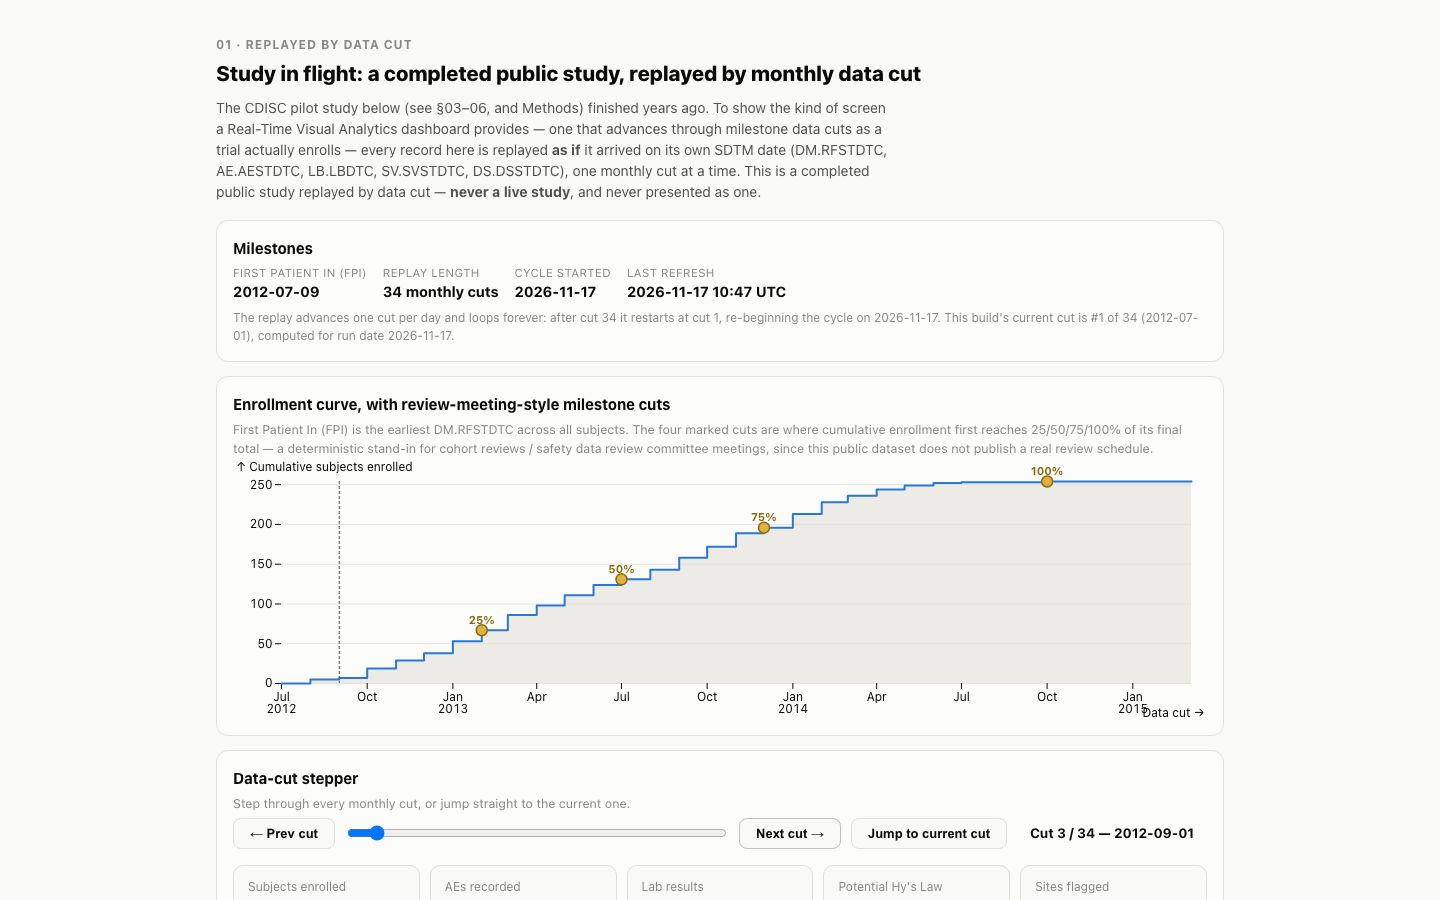 01 · REPLAYED BY DATA CUT
Study in flight: a completed public study, replayed by monthly data cut
The CDISC pilot study below (see §03–06, and Methods) finished years ago. To show the kind of screen
a Real-Time Visual Analytics dashboard provides — one that advances through milestone data cuts as a
trial actually enrolls — every record here is replayed as if it arrived on its own SDTM date (DM.RFSTDTC,
AE.AESTDTC, LB.LBDTC, SV.SVSTDTC, DS.DSSTDTC), one monthly cut at a time. This is a completed
public study replayed by data cut — never a live study, and never presented as one.
Milestones
FIRST PATIENT IN (FPI) REPLAY LENGTH CYCLE STARTED LAST REFRESH
2012-07-09 34 monthly cuts 2026-11-17 2026-11-17 10:47 UTC
The replay advances one cut per day and loops forever: after cut 34 it restarts at cut 1, re-beginning the cycle on 2026-11-17. This build's current cut is #1 of 34 (2012-07-
01), computed for run date 2026-11-17.
Enrollment curve, with review-meeting-style milestone cuts
First Patient In (FPI) is the earliest DM.RFSTDTC across all subjects. The four marked cuts are where cumulative enrollment first reaches 25/50/75/100% of its final
total — a deterministic stand-in for cohort reviews / safety data review committee meetings, since this public dataset does not publish a real review schedule.
↑ Cumulative subjects enrolled
100%
250
75%
200
50%
150
100
25%
50
0
Jul Oct Jan Apr Jul Oct Jan Apr Jul Oct Jan
2012 2013 2014 2015
Data cut →
Data-cut stepper
Step through every monthly cut, or jump straight to the current one.
← Prev cut Next cut → Jump to current cut Cut 3 / 34 — 2012-09-01
Subjects enrolled AEs recorded Lab results Potential Hy's Law Sites flagged